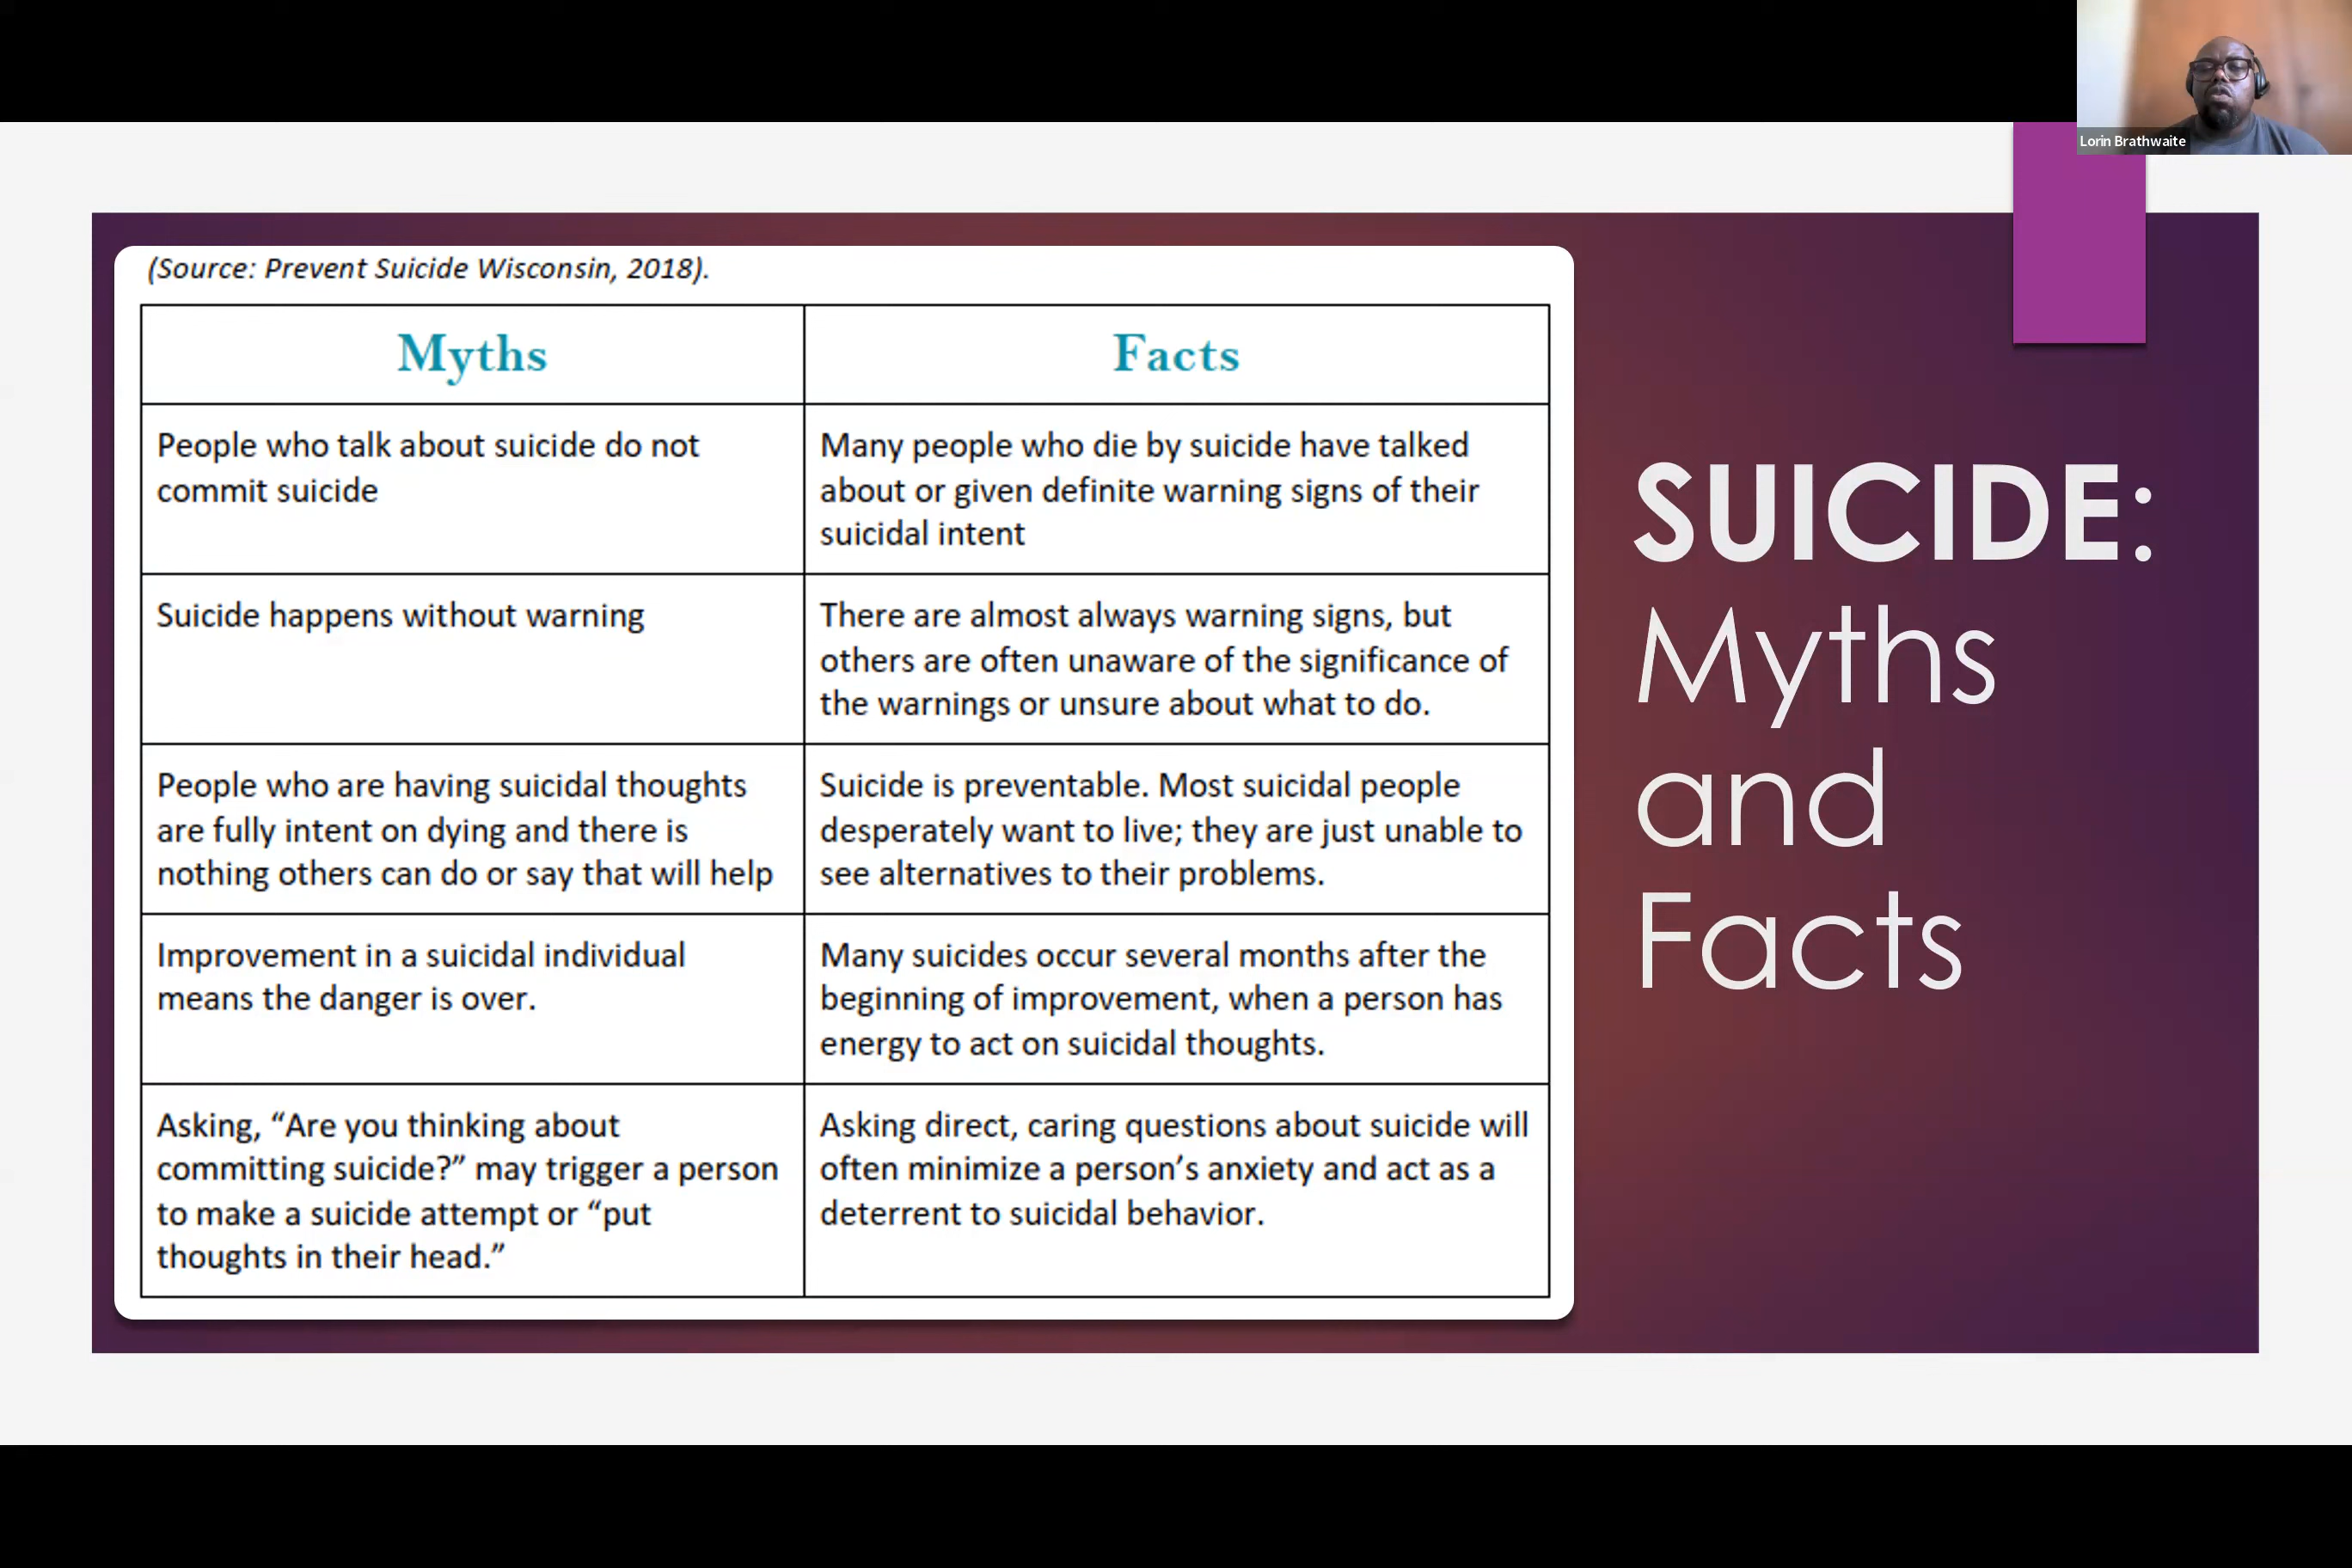 Lorin Brathwaite
(Source: Prevent Suicide Wisconsin, 2018).
Myths
Facts
People who talk about suicide do not
commit suicide
Many people who die by suicide have talked
about or given definite warning signs of their
suicidal intent
Suicide happens without warning
There are almost always warning signs, but
others are often unaware of the significance of
the warnings or unsure about what to do.
People who are having suicidal thoughts
are fully intent on dying and there is
nothing others can do or say that will help
Suicide is preventable. Most suicidal people
desperately want to live; they are just unable to
see alternatives to their problems.
Improvement in a suicidal individual
means the danger is over.
Many suicides occur several months after the
beginning of improvement, when a person has
energy to act on suicidal thoughts.
Asking, “Are you thinking about
committing suicide?” may trigger a person
to make a suicide attempt or “put
thoughts in their head.”
Asking direct, caring questions about suicide will
often minimize a person’s anxiety and act as a
deterrent to suicidal behavior.
SUICIDE:
Myths
and
Facts